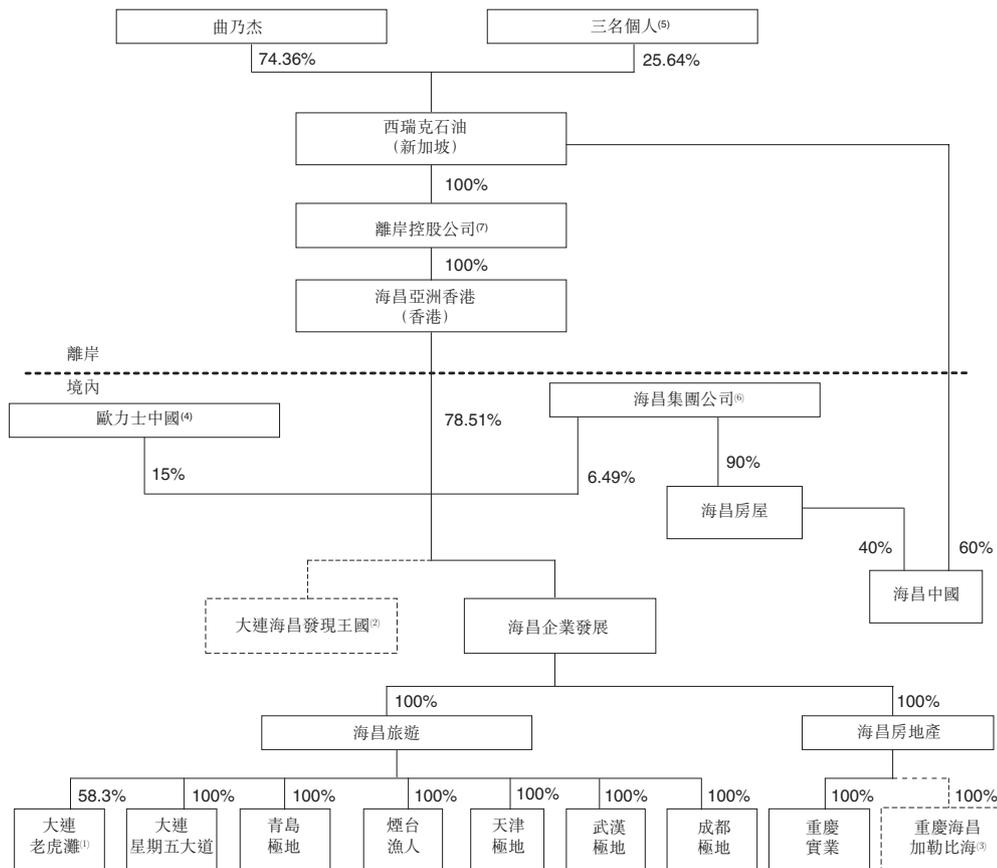 曲乃杰
三名個人(5)
74.36%
25.64%
西瑞克石油
(新加坡)
100%
離岸控股公司(7)
100%
海昌亞洲香港
(香港)
離岸
境內
歐力士中國(4)
海昌集團公司(6)
78.51%
15%
6.49%
90%
海昌房屋
40%
60%
大連海昌發現王國(2)
海昌企業發展
海昌中國
100%
100%
海昌旅遊
海昌房地產
58.3%
100%
100%
100%
100%
100%
100%
100%
100%
大連
老虎灘(1)
大連
星期五大道
青島
極地
煙台
漁人
天津
極地
武漢
極地
成都
極地
重慶
實業
重慶海昌
加勒比海(3)